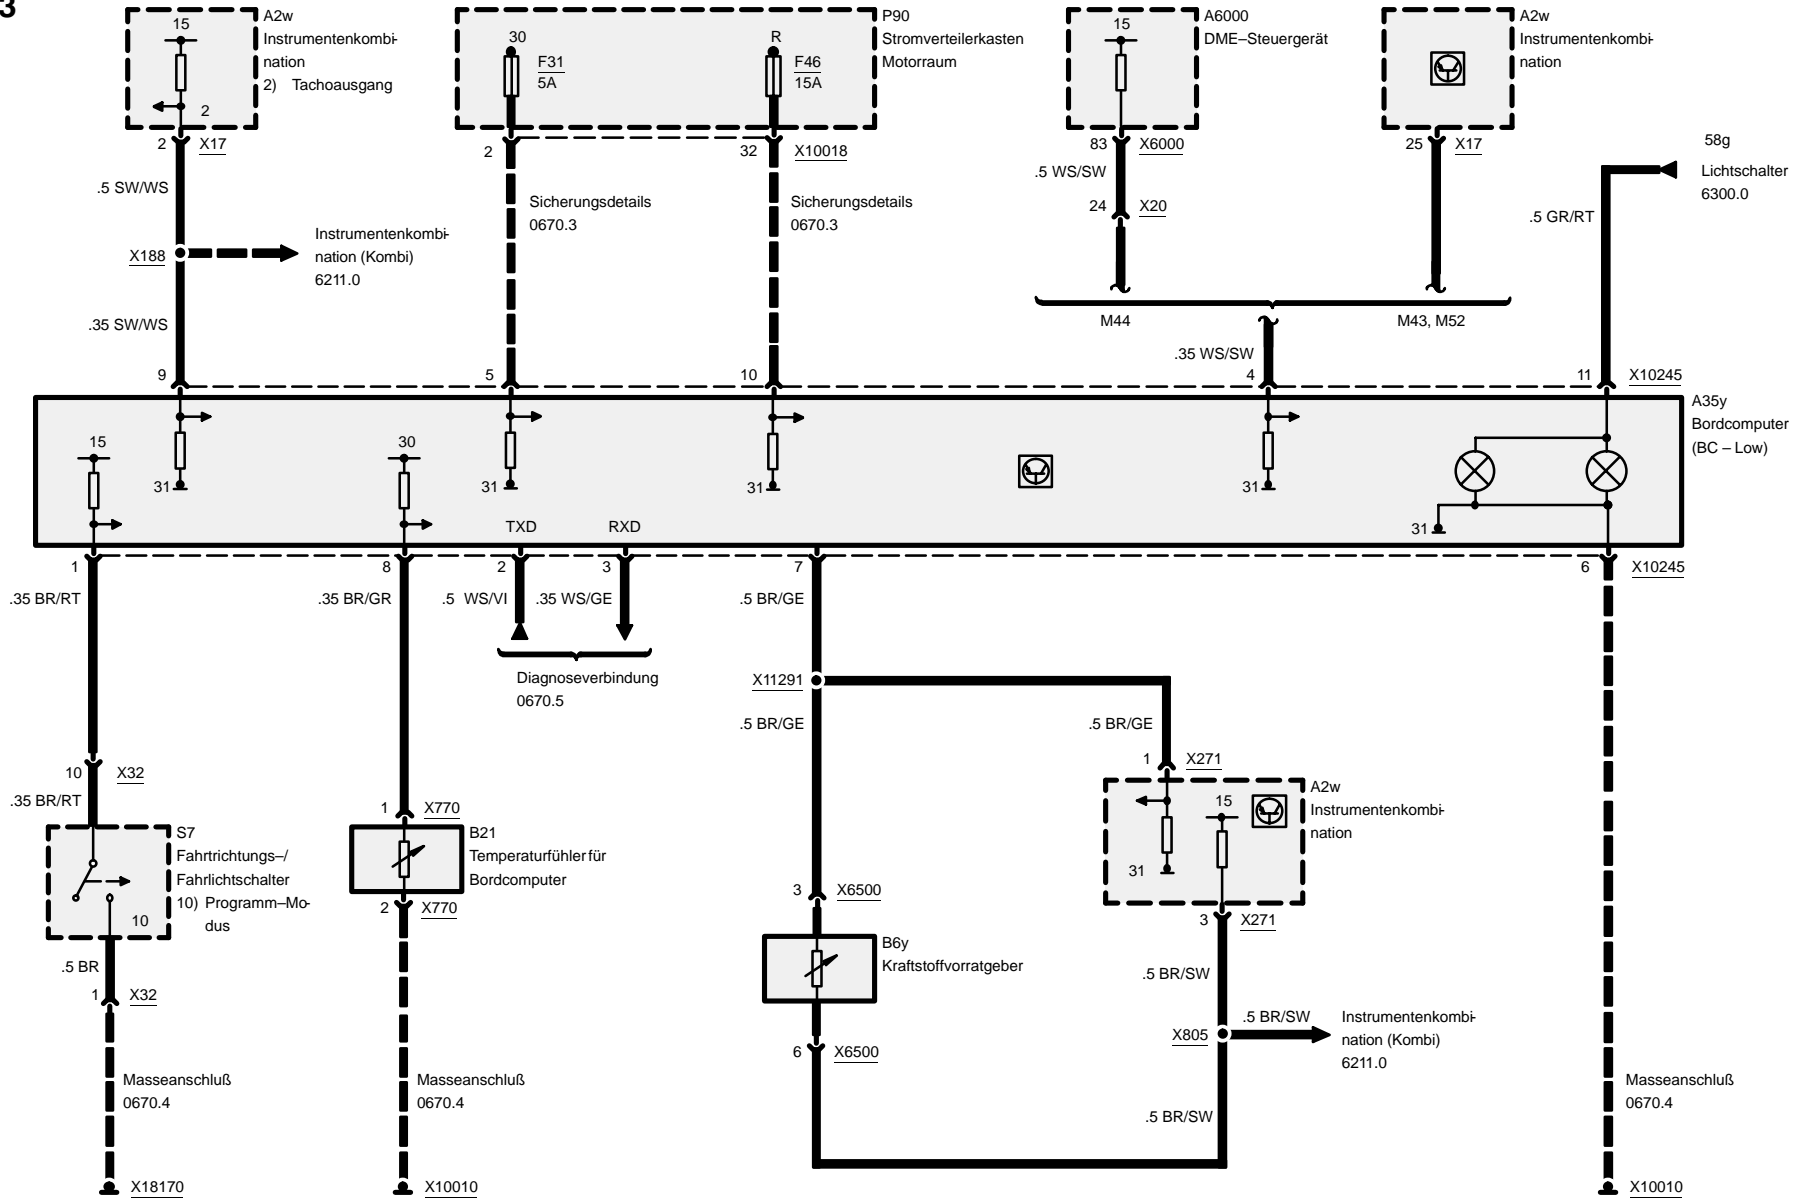 3
15
2
A2w
Instrumentenkombi-
nation
2) Tachoausgang
2
X17
.5 SW/WS
X188
Instrumentenkombi-
nation (Kombi)
6211.0
.35 SW/WS
9
P90
Stromverteilerkasten
Motorraum
30
F31
5A
R
F46
15A
2
32
X10018
Sicherungsdetails
0670.3
Sicherungsdetails
0670.3
5
10
A6000
DME–Steuergerät
15
83
X6000
.5 WS/SW
24
X20
A2w
Instrumentenkombi-
nation
25
X17
M44
M43, M52
.35 WS/SW
4
58g
Lichtschalter
6300.0
.5 GR/RT
11
X10245
A35y
Bordcomputer
(BC – Low)
15
31
30
31
31
31
31
TXD
RXD
1
8
2
3
7
6
X10245
.35 BR/RT
.35 BR/GR
.5 WS/VI
.35 WS/GE
.5 BR/GE
Diagnoseverbindung
0670.5
X11291
.5 BR/GE
.5 BR/GE
10
X32
.35 BR/RT
S7
Fahrtrichtungs–/
Fahrlichtschalter
10) Programm–Mo-
dus
10
.5 BR
1
X32
Masseanschluß
0670.4
X18170
1
X770
B21
Temperaturfühler für
Bordcomputer
2
X770
Masseanschluß
0670.4
X10010
3
X6500
B6y
Kraftstoffvorratgeber
6
X6500
1
X271
A2w
Instrumentenkombi-
nation
15
31
3
X271
.5 BR/SW
X805
.5 BR/SW
Instrumentenkombi-
nation (Kombi)
6211.0
.5 BR/SW
Masseanschluß
0670.4
X10010